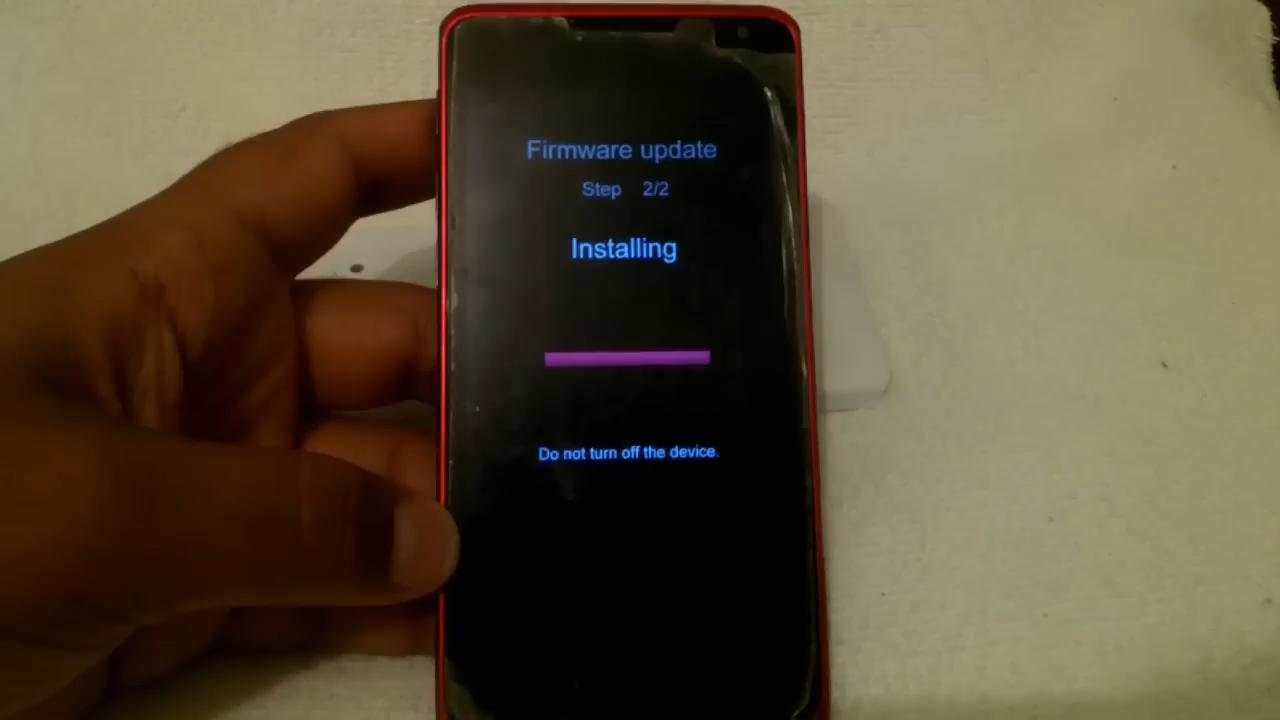 Firmware update
Step 2/2
Installing
Do not turn off the device.